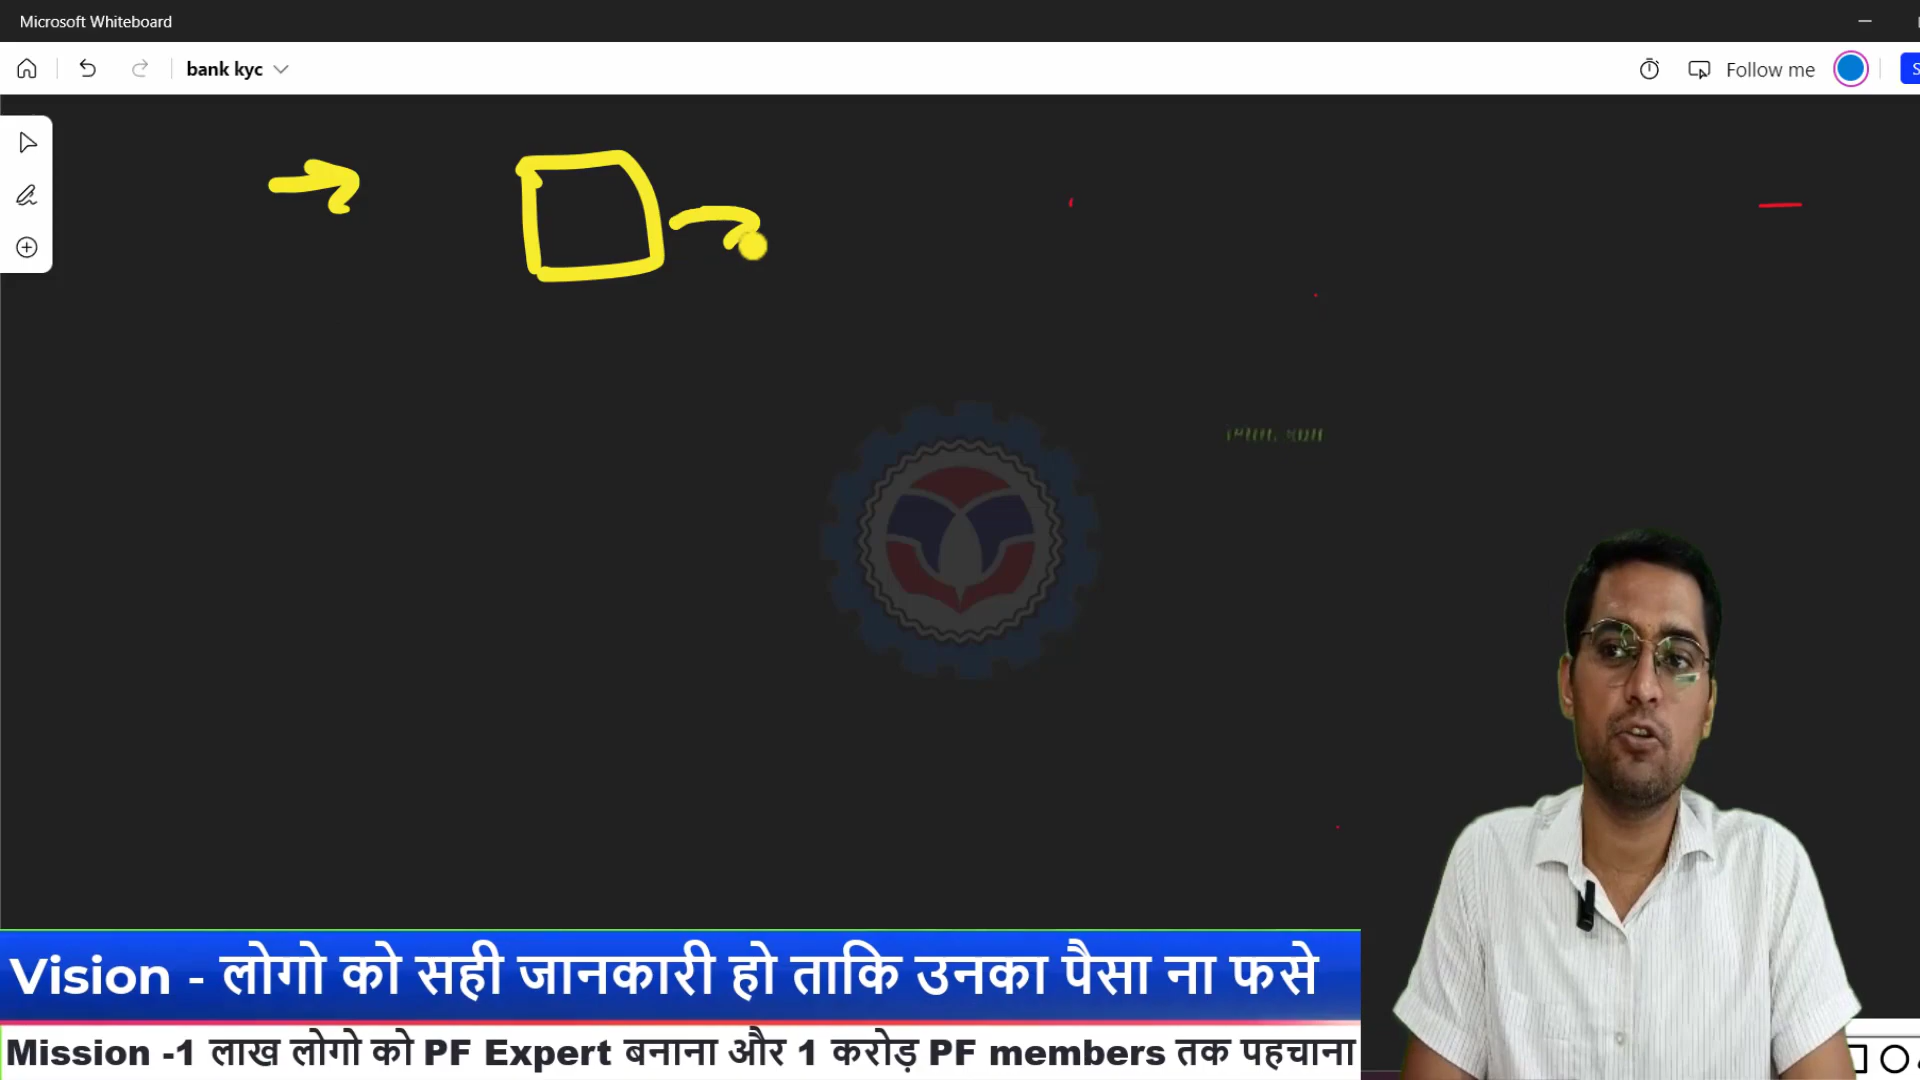 Microsoft Whiteboard
bank kyc
Follow me
Vision - लोगो को सही जानकारी हो ताकि उनका पैसा ना फसे
Mission -1 लाख लोगो को PF Expert बनाना और 1 करोड़ PF members तक पहचाना